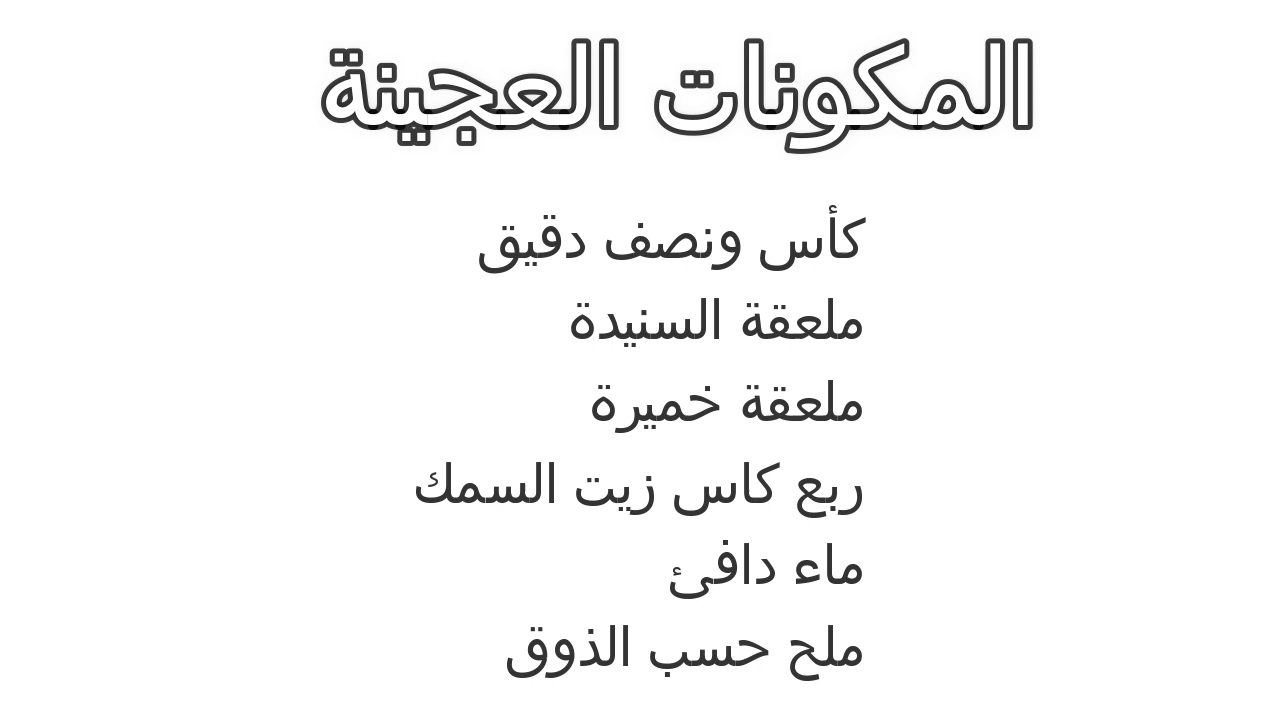 المكونات العجينة
كأس ونصف دقيق
ملعقة السنيدة
ملعقة خميرة
ربع كاس زيت السمك
ماء دافئ
ملح حسب الذوق